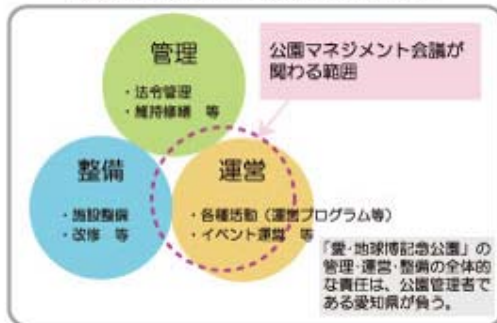 管理
・法令管理
・維持修繕 等
公園マネジメント会議が
関わる範囲
整備
・施設整備
・改修 等
運営
・各種活動（運営プログラム等）
・イベント運営 等
「愛・地球博記念公園」の
管理・運営・整備の全体的
な責任は、公園管理者で
ある愛知県が負う。